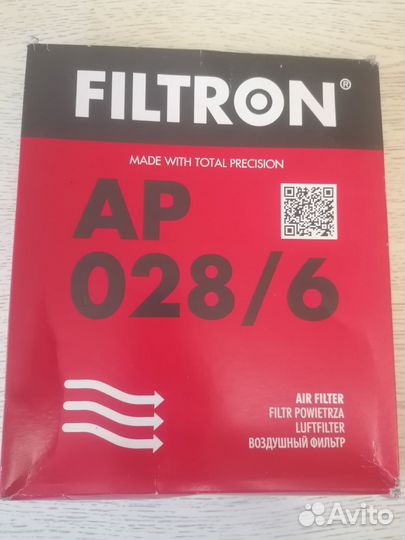 FILTRON®
MADE WITH TOTAL PRECISION
AP
028/6
AIR FILTER
FILTR POWIETRZA
LUFTFILTER
ВОЗДУШНЫЙ ФИЛЬТР
Avito